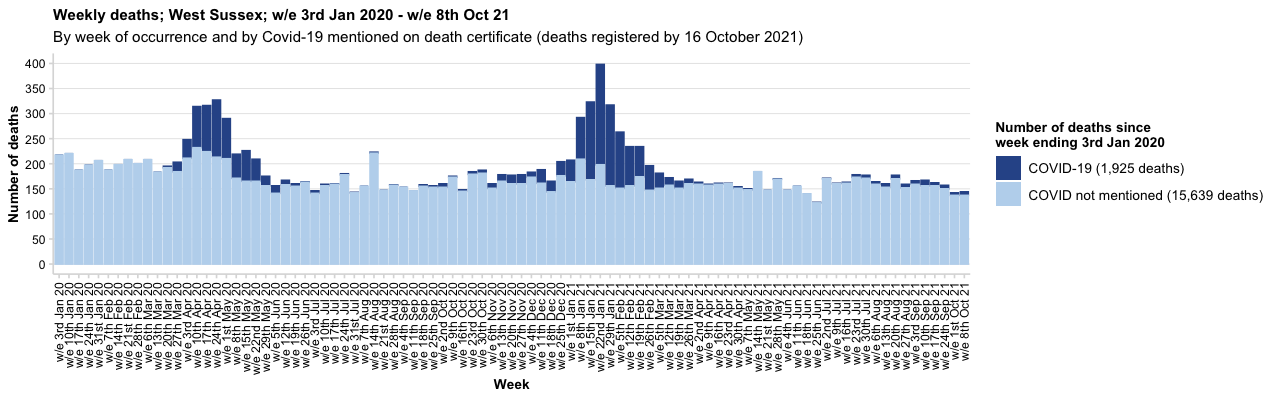 Weekly deaths; West Sussex; w/e 3rd Jan 2020 - w/e 8th Oct 21
By week of occurrence and by Covid-19 mentioned on death certificate (deaths registered by 16 October 2021)
Number of deaths
400
350
300
250
200
150
100
50
0
w/e 3rd Jan 20
w/e 10th Jan 20
w/e 17th Jan 20
w/e 24th Jan 20
w/e 31st Jan 20
w/e 7th Feb 20
w/e 14th Feb 20
w/e 21st Feb 20
w/e 28th Feb 20
w/e 6th Mar 20
w/e 13th Mar 20
w/e 20th Mar 20
w/e 27th Mar 20
w/e 3rd Apr 20
w/e 10th Apr 20
w/e 17th Apr 20
w/e 24th Apr 20
w/e 1st May 20
w/e 8th May 20
w/e 15th May 20
w/e 22nd May 20
w/e 29th May 20
w/e 5th Jun 20
w/e 12th Jun 20
w/e 19th Jun 20
w/e 26th Jun 20
w/e 3rd Jul 20
w/e 10th Jul 20
w/e 17th Jul 20
w/e 24th Jul 20
w/e 31st Jul 20
w/e 7th Aug 20
w/e 14th Aug 20
w/e 21st Aug 20
w/e 28th Aug 20
w/e 4th Sep 20
w/e 11th Sep 20
w/e 18th Sep 20
w/e 25th Sep 20
w/e 2nd Oct 20
w/e 9th Oct 20
w/e 16th Oct 20
w/e 23rd Oct 20
w/e 30th Oct 20
w/e 6th Nov 20
w/e 13th Nov 20
w/e 20th Nov 20
w/e 27th Nov 20
w/e 4th Dec 20
w/e 11th Dec 20
w/e 18th Dec 20
w/e 25th Dec 20
w/e 1st Jan 21
w/e 8th Jan 21
w/e 15th Jan 21
w/e 22nd Jan 21
w/e 29th Jan 21
w/e 5th Feb 21
w/e 12th Feb 21
w/e 19th Feb 21
w/e 26th Feb 21
w/e 5th Mar 21
w/e 12th Mar 21
w/e 19th Mar 21
w/e 26th Mar 21
w/e 2nd Apr 21
w/e 9th Apr 21
w/e 16th Apr 21
w/e 23rd Apr 21
w/e 30th Apr 21
w/e 7th May 21
w/e 14th May 21
w/e 21st May 21
w/e 28th May 21
w/e 4th Jun 21
w/e 11th Jun 21
w/e 18th Jun 21
w/e 25th Jun 21
w/e 2nd Jul 21
w/e 9th Jul 21
w/e 16th Jul 21
w/e 23rd Jul 21
w/e 30th Jul 21
w/e 6th Aug 21
w/e 13th Aug 21
w/e 20th Aug 21
w/e 27th Aug 21
w/e 3rd Sep 21
w/e 10th Sep 21
w/e 17th Sep 21
w/e 24th Sep 21
w/e 1st Oct 21
w/e 8th Oct 21
Week
Number of deaths since
week ending 3rd Jan 2020
COVID-19 (1,925 deaths)
COVID not mentioned (15,639 deaths)